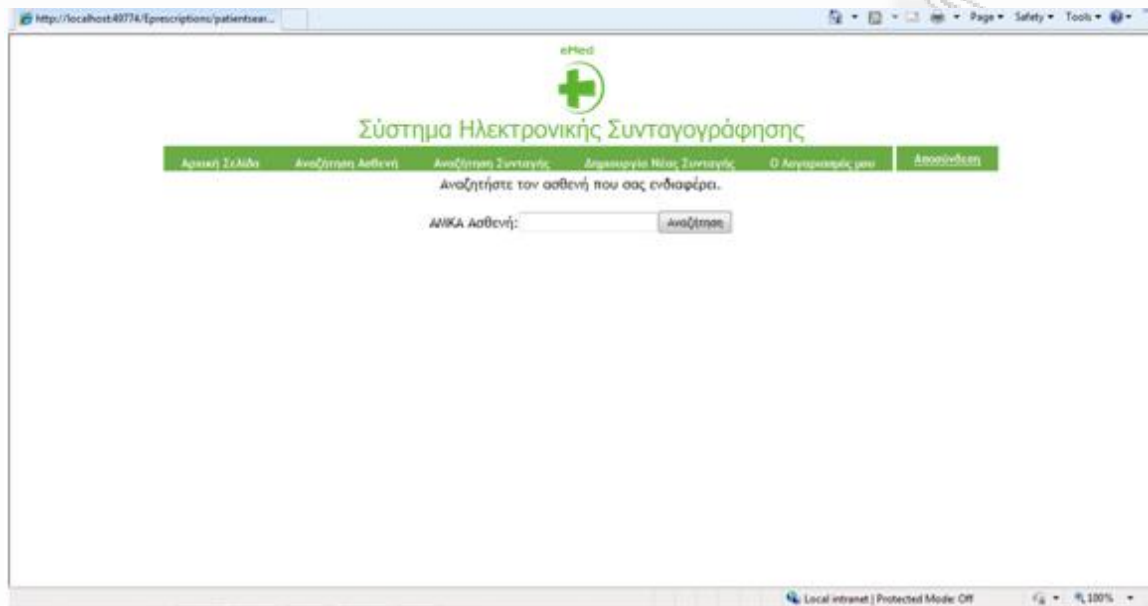 http://localhost:49774/Eprescriptions/patientsear...
Page Safety Tools
eMed
Σύστημα Ηλεκτρονικής Συνταγογράφησης
Αρχική Σελίδα Αναζήτηση Ασθενή Αναζήτηση Συνταγής Δημιουργία Νέας Συνταγής Ο Λογαριασμός μου Αποσύνδεση
Αναζητήστε τον ασθενή που σας ενδιαφέρει.
ΑΜΚΑ Ασθενή: Αναζήτηση
Local intranet | Protected Mode: Off 100%